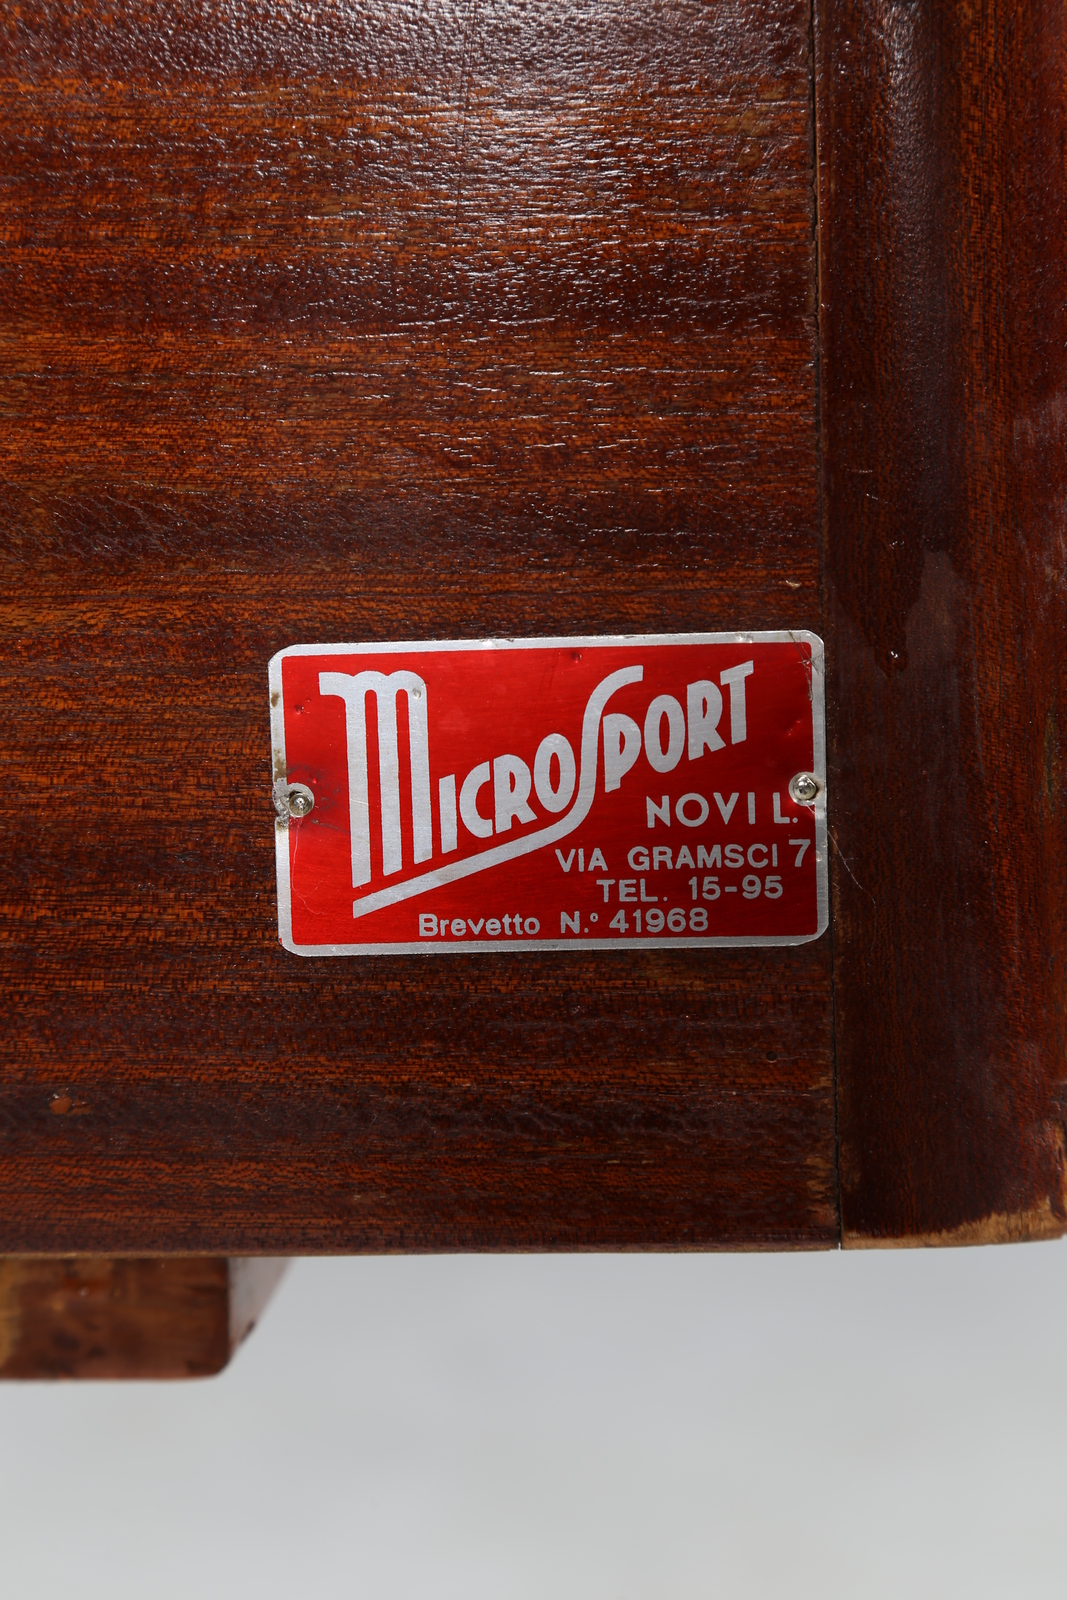 MICROSPORT
NOVI L.
VIA GRAMSCI 7
TEL. 15-95
Brevetto N.º 41968